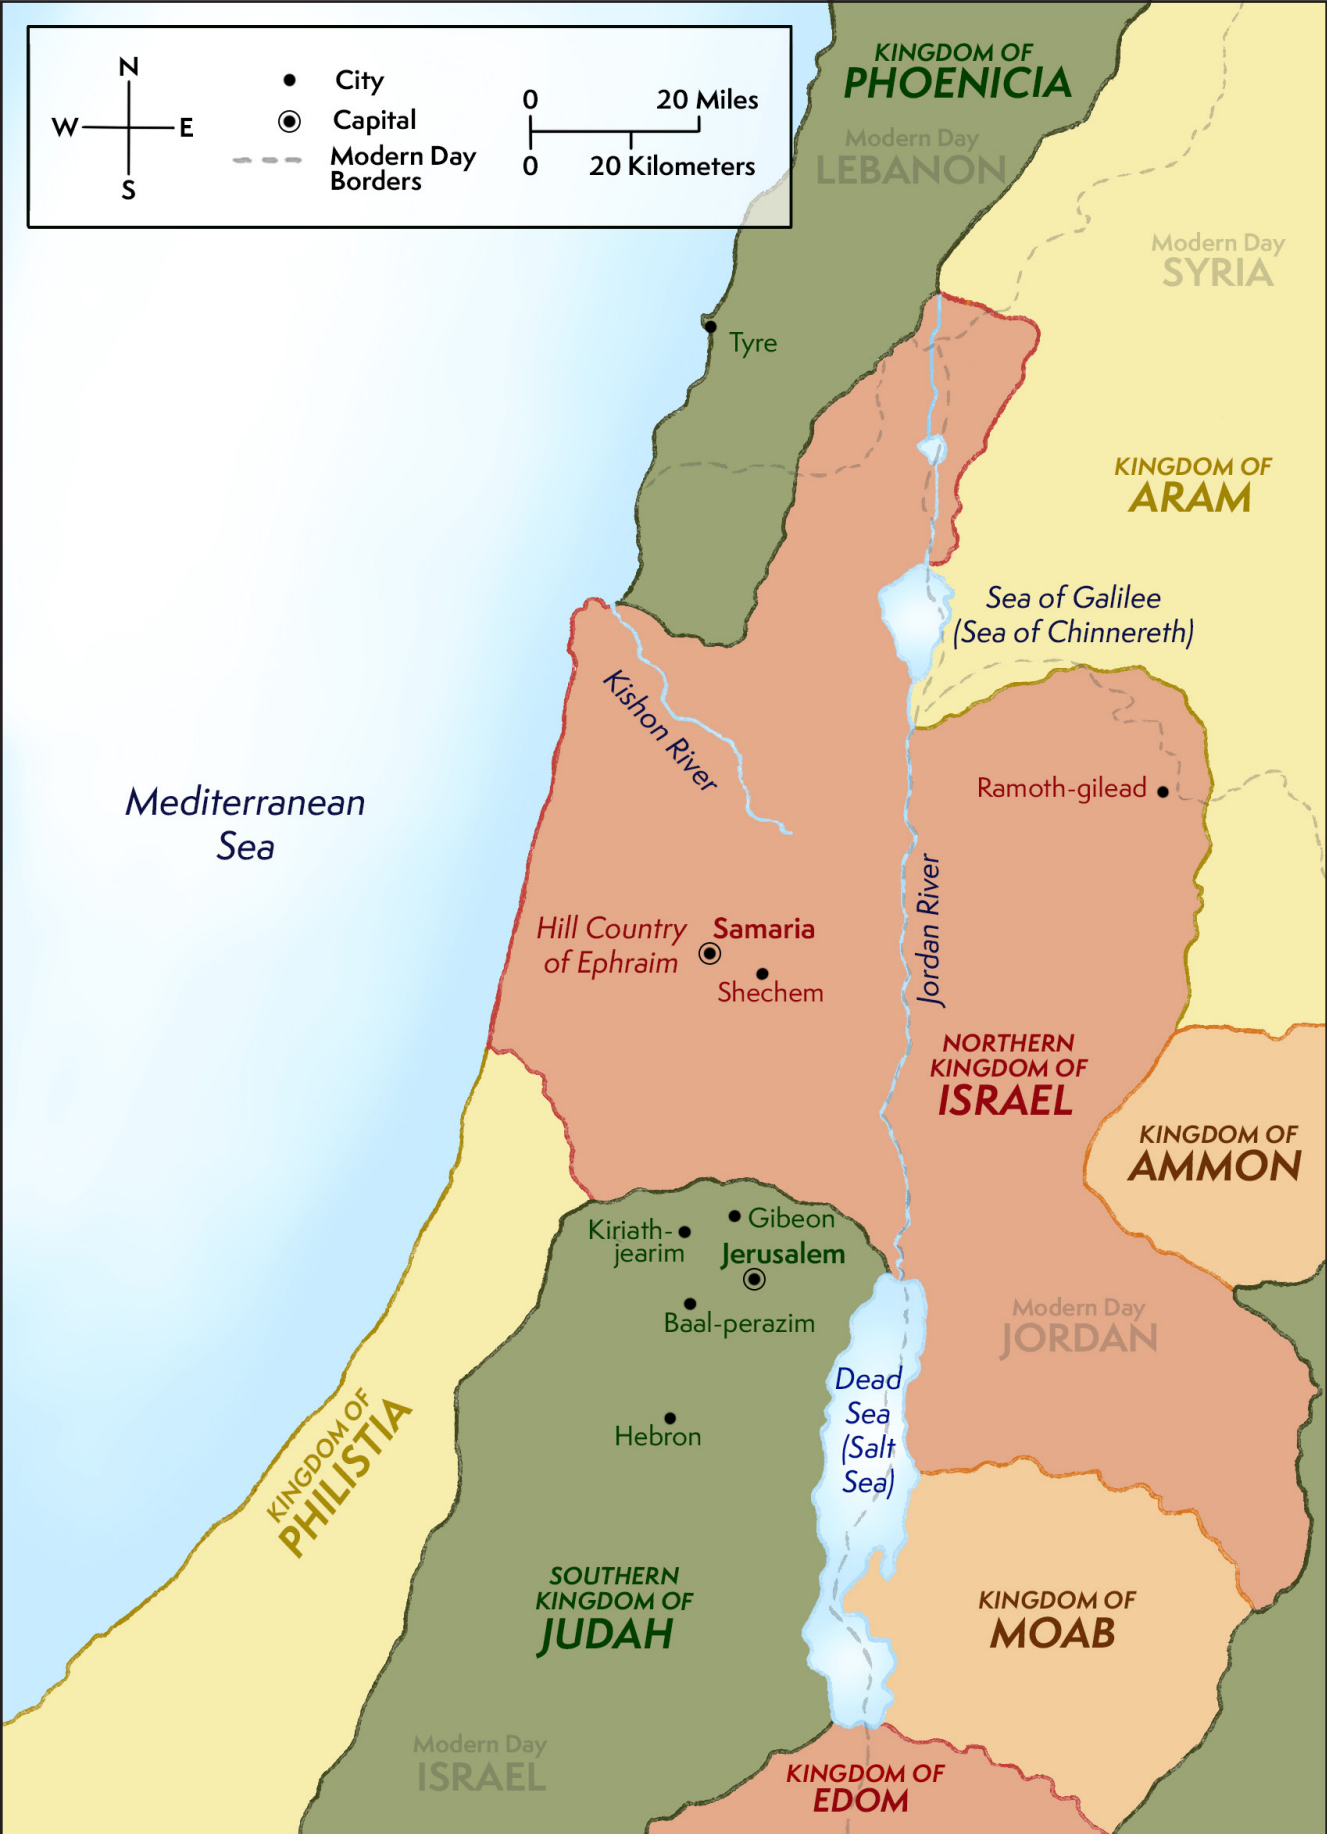 N
W
E
S
City
Capital
Modern Day
Borders
0
20 Miles
0
20 Kilometers
KINGDOM OF
PHOENICIA
Modern Day
LEBANON
Modern Day
SYRIA
Tyre
KINGDOM OF
ARAM
Sea of Galilee
(Sea of Chinnereth)
Kishon River
Mediterranean
Sea
Ramoth-gilead
Jordan River
Hill Country
of Ephraim
Samaria
Shechem
NORTHERN
KINGDOM OF
ISRAEL
KINGDOM OF
AMMON
Kiriath-
jearim
Gibeon
Jerusalem
Baal-perazim
Modern Day
JORDAN
Dead
Sea
(Salt
Sea)
Hebron
KINGDOM OF
PHILISTIA
SOUTHERN
KINGDOM OF
JUDAH
KINGDOM OF
MOAB
Modern Day
ISRAEL
KINGDOM OF
EDOM